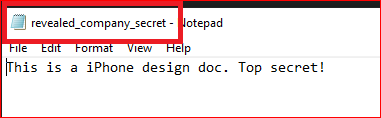 revealed_company_secret - Notepad
File Edit Format View Help
This is a iPhone design doc. Top secret!